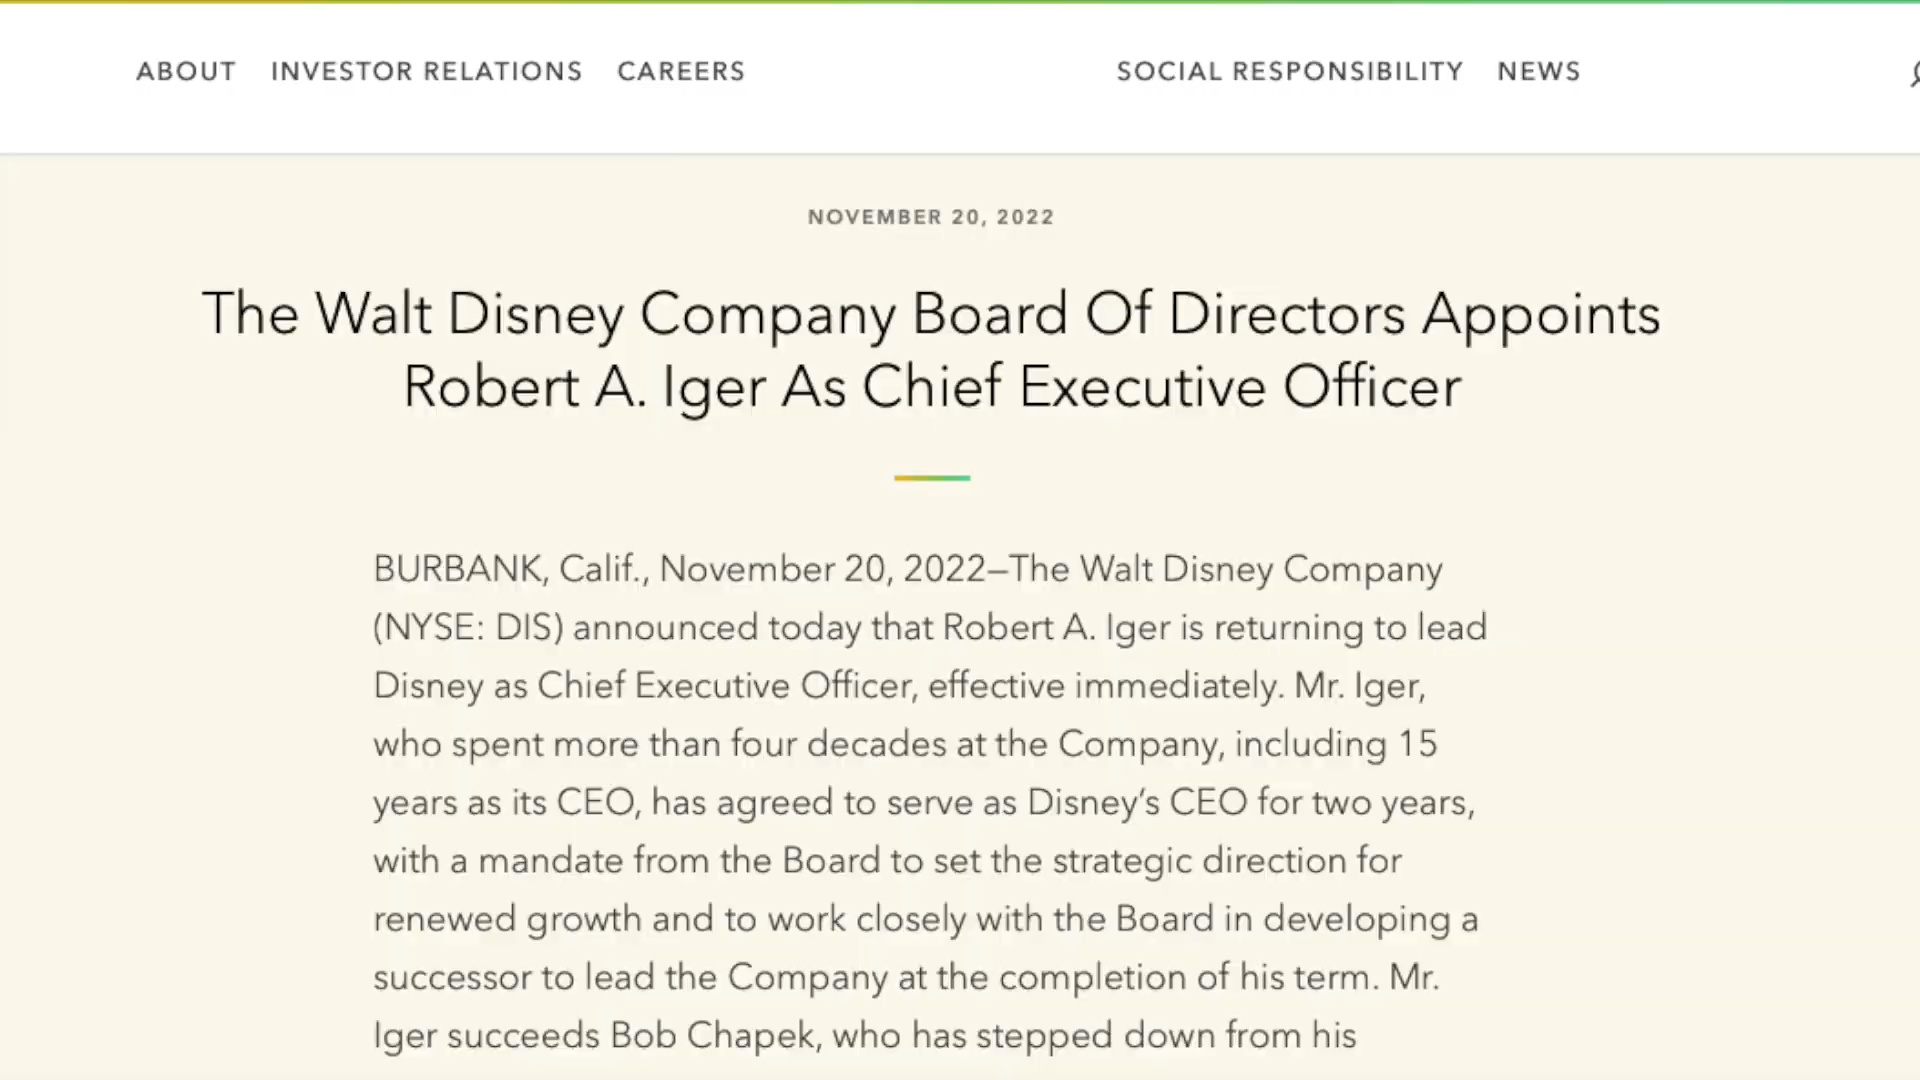 ABOUT INVESTOR RELATIONS CAREERS SOCIAL RESPONSIBILITY NEWS
NOVEMBER 20, 2022
The Walt Disney Company Board Of Directors Appoints
Robert A. Iger As Chief Executive Officer
BURBANK, Calif., November 20, 2022–The Walt Disney Company
(NYSE: DIS) announced today that Robert A. Iger is returning to lead
Disney as Chief Executive Officer, effective immediately. Mr. Iger,
who spent more than four decades at the Company, including 15
years as its CEO, has agreed to serve as Disney’s CEO for two years,
with a mandate from the Board to set the strategic direction for
renewed growth and to work closely with the Board in developing a
successor to lead the Company at the completion of his term. Mr.
Iger succeeds Bob Chapek, who has stepped down from his